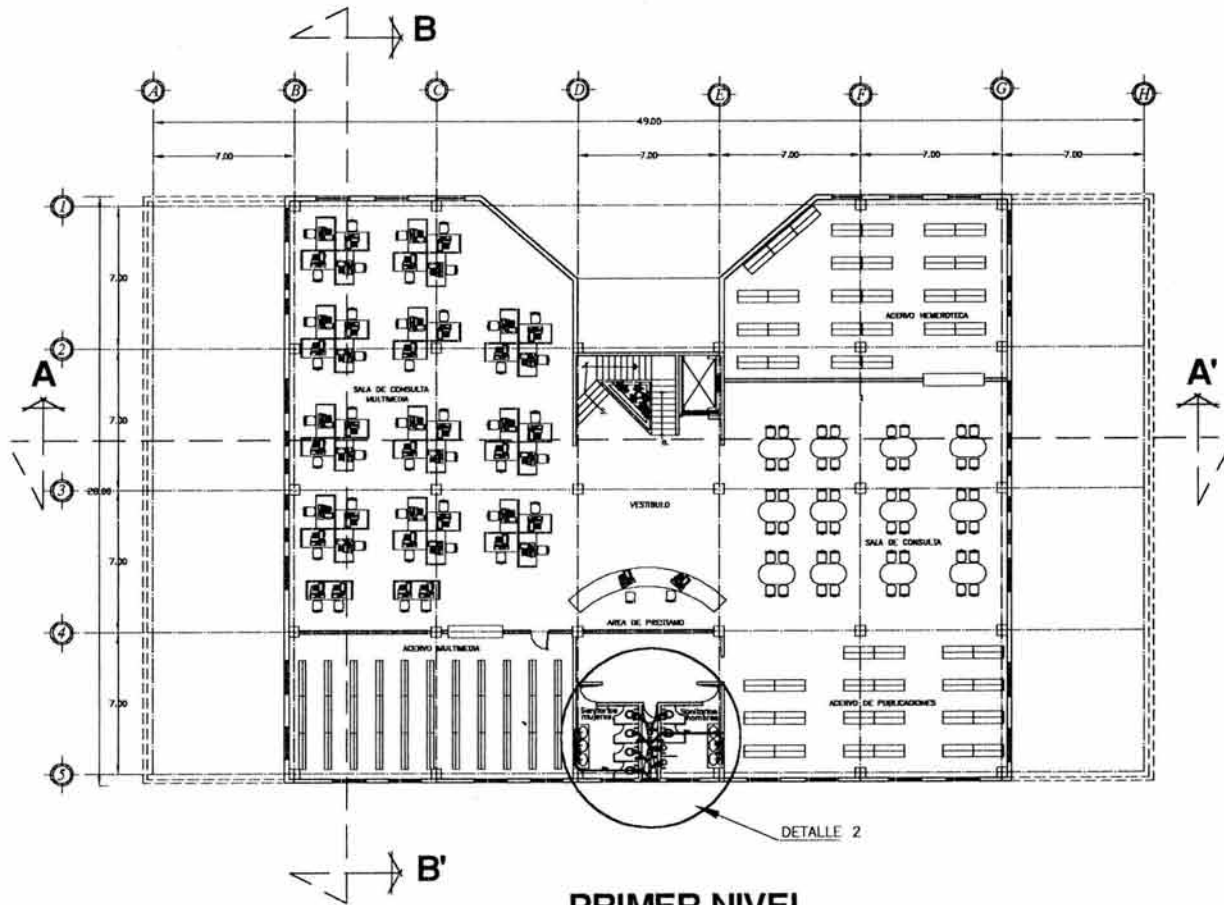 B
A B C D E F G H
49.00
7.00 7.00 7.00 7.00 7.00
1
7.00
ACERVO HEMEROTECA
2
A
SALA DE CONSULTA
MULTIMEDIA
A'
7.00
3
28.00
VESTIBULO
SALA DE CONSULTA
7.00
AREA DE PRESTAMO
4
ACERVO MULTIMEDIA
7.00
ACERVO DE PUBLICACIONES
Sanitarios
mujeres
Sanitarios
hombres
5
DETALLE 2
B'
PRIMER NIVEL